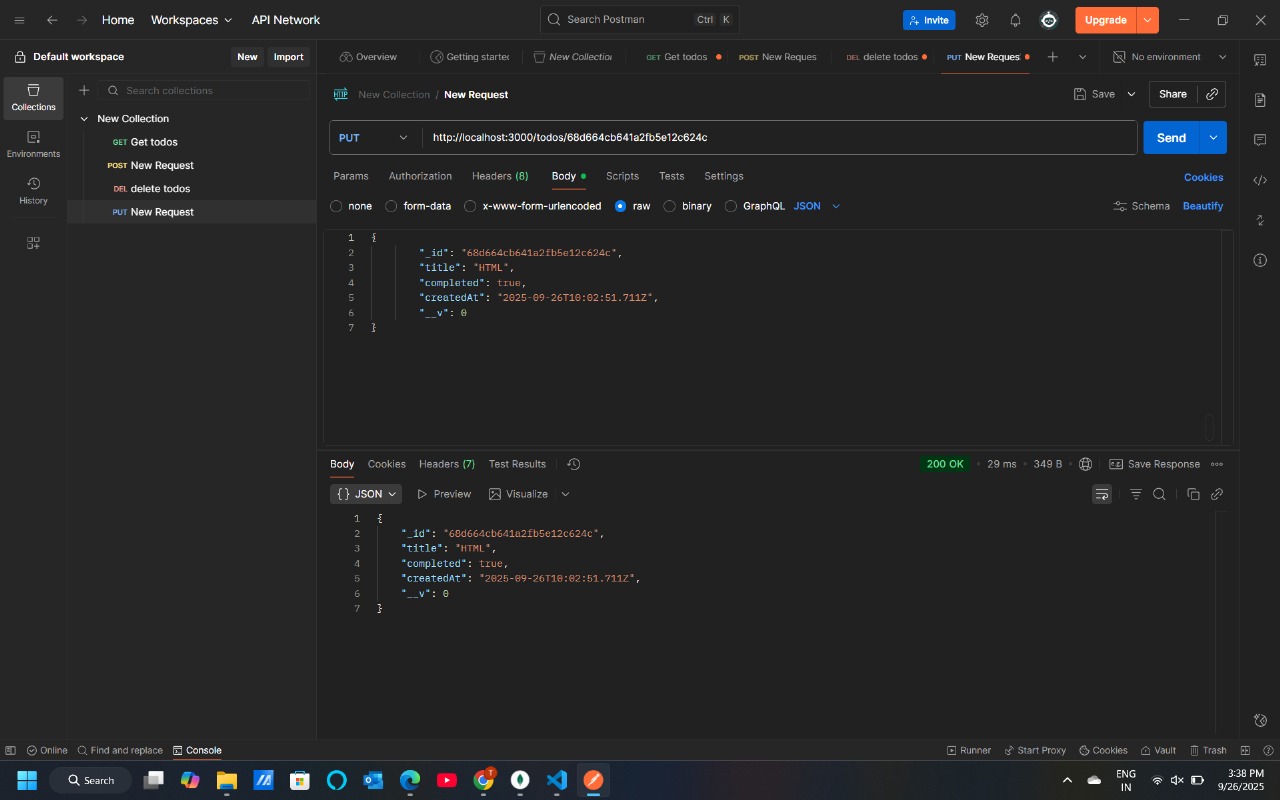 Home Workspaces API Network Search Postman Ctrl K Invite Upgrade
Default workspace New Import Overview Getting starte New Collection GET Get todos POST New Reques DEL delete todos PUT New Reques No environment
Collections
Environments
History
Search collections
New Collection
GET Get todos
POST New Request
DEL delete todos
PUT New Request
HTTP New Collection / New Request Save Share
PUT http://localhost:3000/todos/68d664cb641a2fb5e12c624c Send
Params Authorization Headers (8) Body Scripts Tests Settings Cookies
none form-data x-www-form-urlencoded raw binary GraphQL JSON Schema Beautify
1 {
2 "_id": "68d664cb641a2fb5e12c624c",
3 "title": "HTML",
4 "completed": true,
5 "createdAt": "2025-09-26T10:02:51.711Z",
6 "__v": 0
7 }
Body Cookies Headers (7) Test Results 200 OK 29 ms 349 B Save Response
{} JSON Preview Visualize
1 {
2 "_id": "68d664cb641a2fb5e12c624c",
3 "title": "HTML",
4 "completed": true,
5 "createdAt": "2025-09-26T10:02:51.711Z",
6 "__v": 0
7 }
Online Find and replace Console Runner Start Proxy Cookies Vault Trash
Search T ENG IN 3:38 PM 9/26/2025